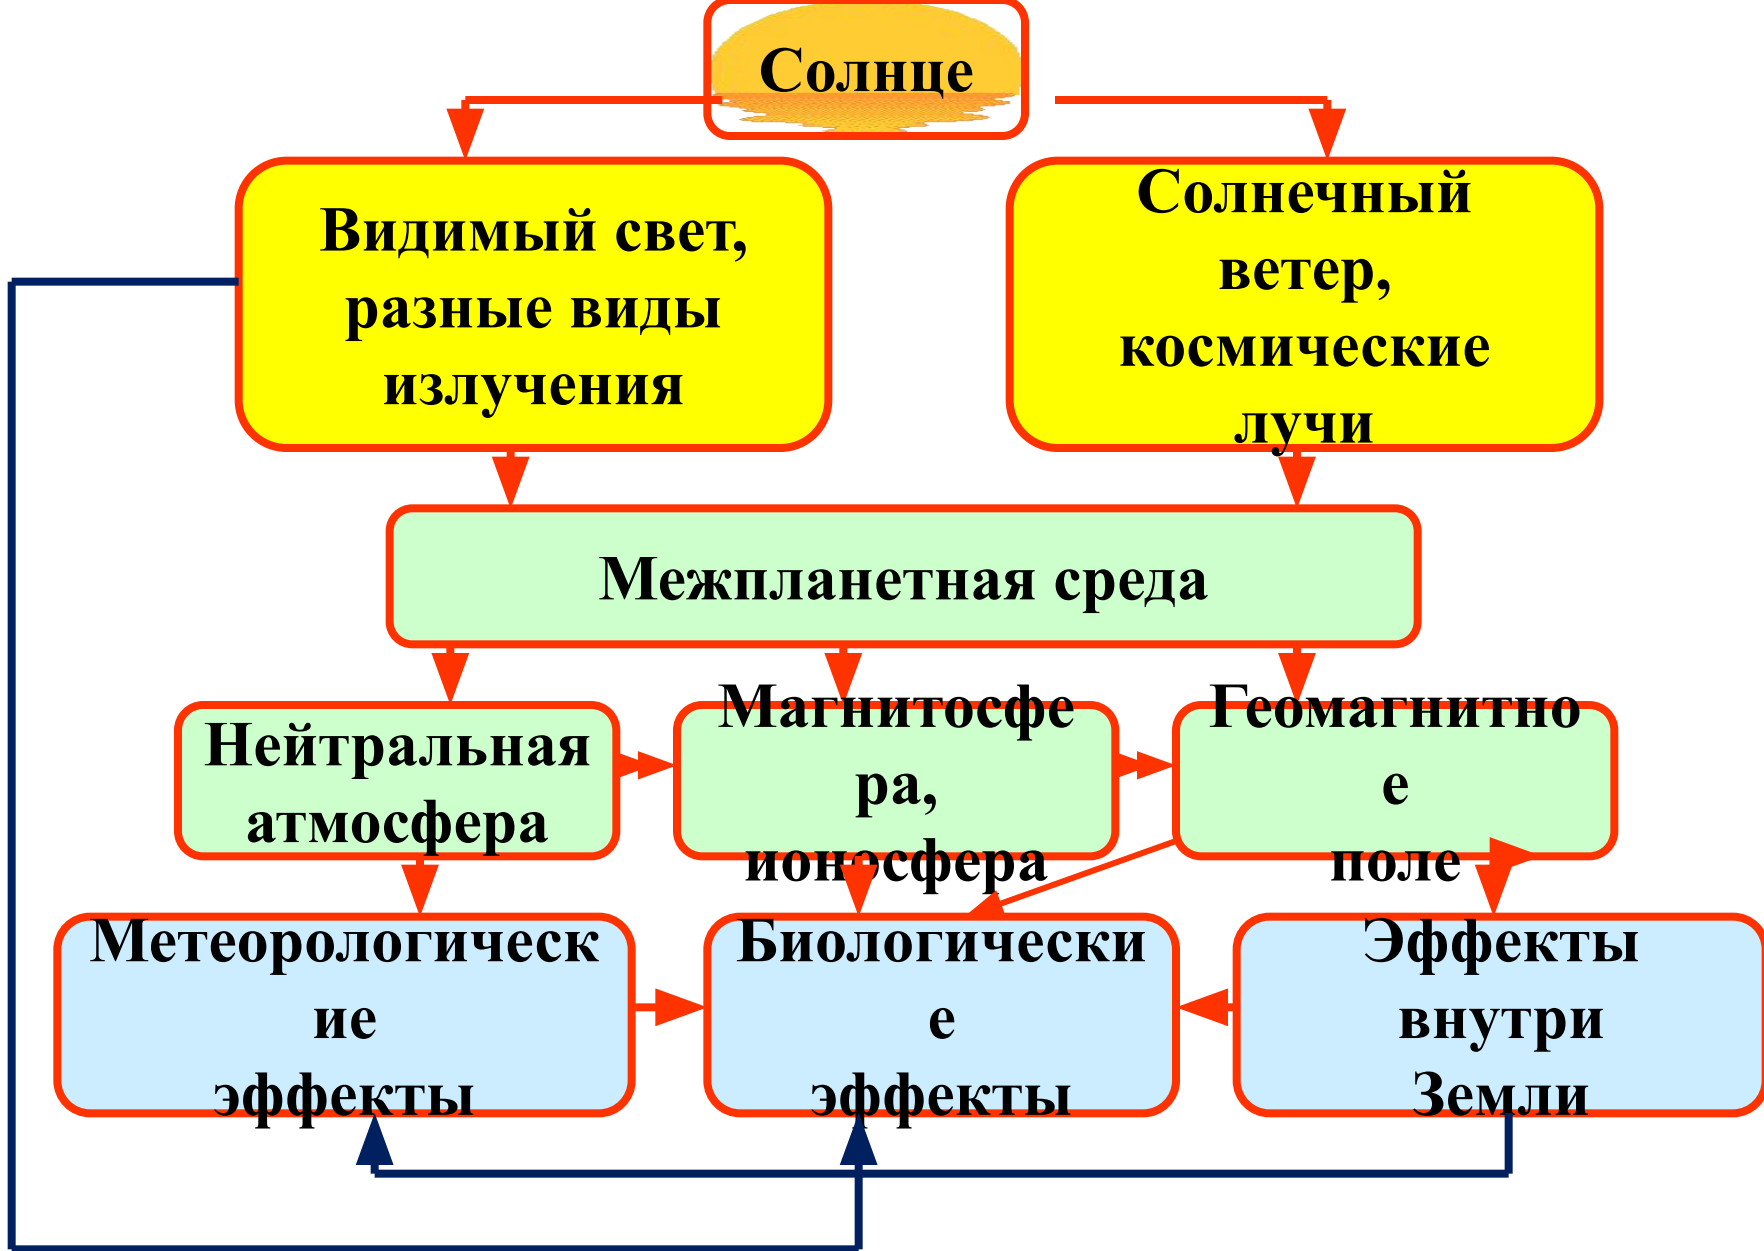 Солнце
Видимый свет,
разные виды
излучения
Солнечный
ветер,
космические
лучи
Межпланетная среда
Нейтральная
атмосфера
Магнитосфе
ра,
ионосфера
Геомагнитно
е
поле
Метеорологическ
ие
эффекты
Биологически
е
эффекты
Эффекты
внутри
Земли